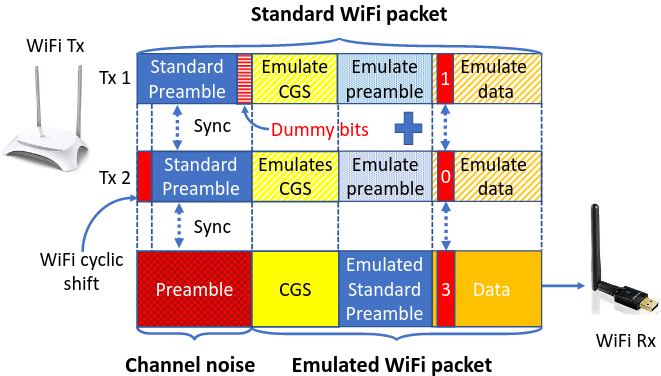 Standard WiFi packet
WiFi Tx
Tx 1
Standard
Preamble
Emulate
CGS
Emulate
preamble
1
Emulate
data
Sync
Dummy bits
Tx 2
Standard
Preamble
Emulates
CGS
Emulate
preamble
0
Emulate
data
Sync
WiFi cyclic
shift
Preamble
CGS
Emulated
Standard
Preamble
3
Data
WiFi Rx
Channel noise
Emulated WiFi packet